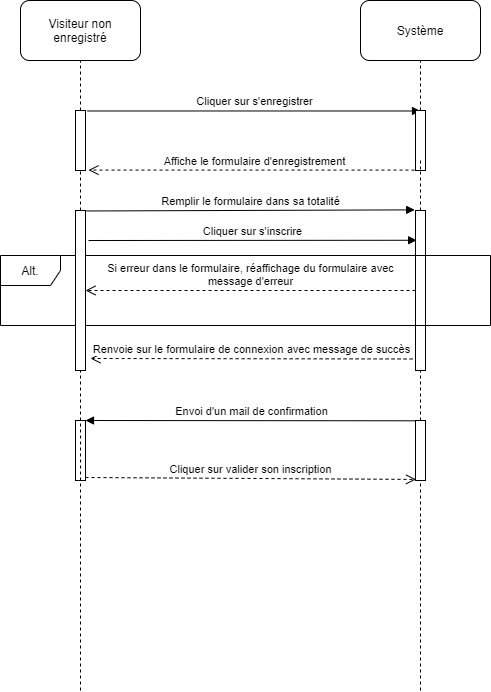 Visiteur non
enregistré
Système
Cliquer sur s'enregistrer
Affiche le formulaire d'enregistrement
Remplir le formulaire dans sa totalité
Cliquer sur s'inscrire
Alt.
Si erreur dans le formulaire, réaffichage du formulaire avec
message d'erreur
Renvoie sur le formulaire de connexion avec message de succès
Envoi d'un mail de confirmation
Cliquer sur valider son inscription